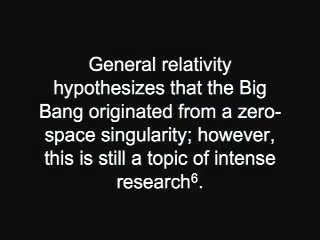 General relativity
hypothesizes that the Big
Bang originated from a zero-
space singularity; however,
this is still a topic of intense
research⁶.